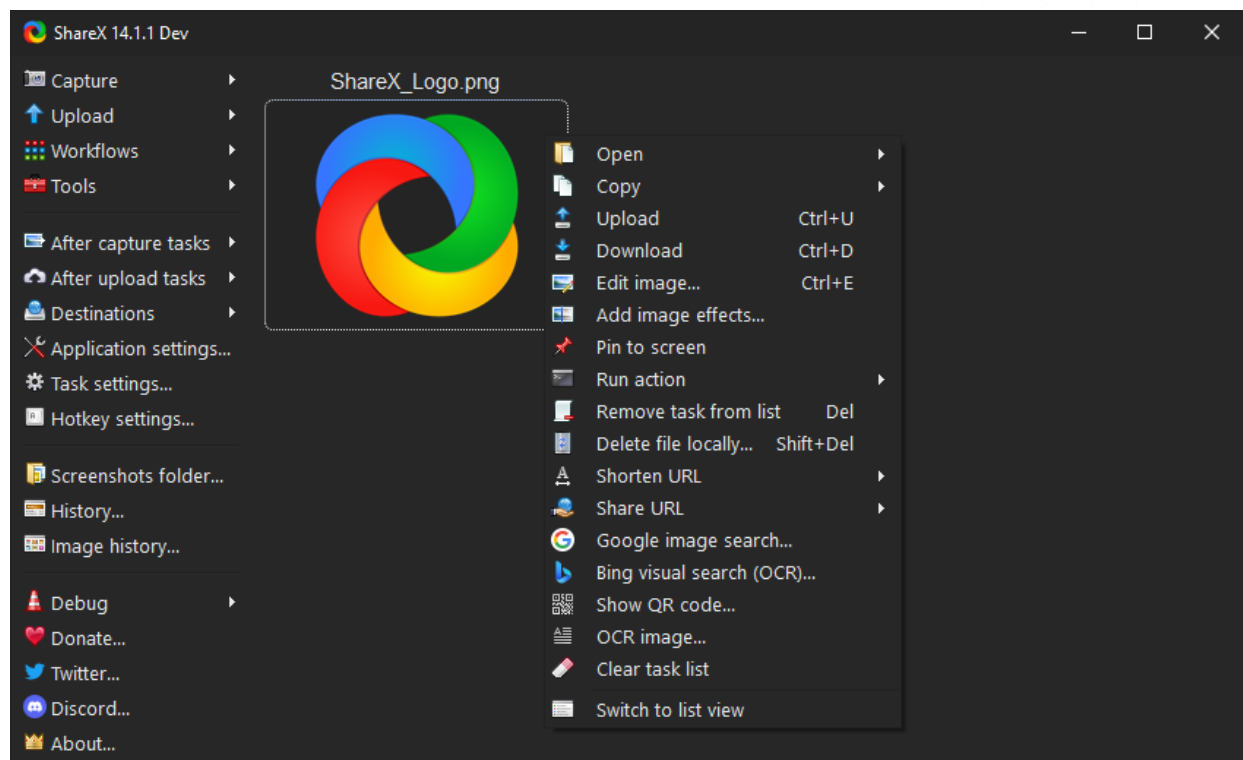 ShareX 14.1.1 Dev
Capture
Upload
Workflows
Tools
After capture tasks
After upload tasks
Destinations
Application settings...
Task settings...
Hotkey settings...
Screenshots folder...
History...
Image history...
Debug
Donate...
Twitter...
Discord...
About...
ShareX_Logo.png
Open
Copy
Upload Ctrl+U
Download Ctrl+D
Edit image... Ctrl+E
Add image effects...
Pin to screen
Run action
Remove task from list Del
Delete file locally... Shift+Del
Shorten URL
Share URL
Google image search...
Bing visual search (OCR)...
Show QR code...
OCR image...
Clear task list
Switch to list view